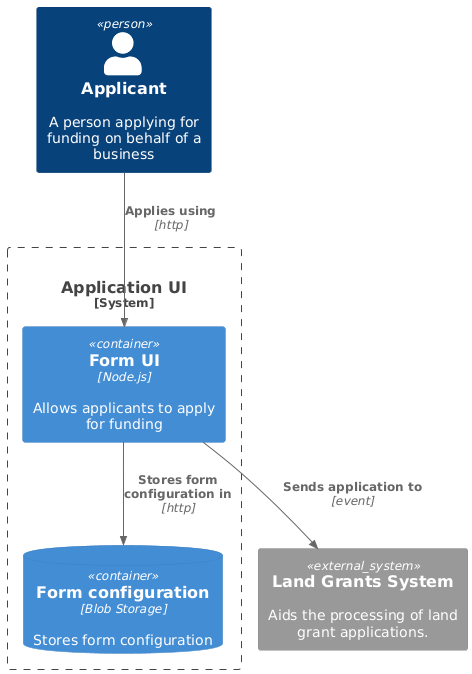 «person»
Applicant
A person applying for
funding on behalf of a
business
Applies using
[http]
Application UI
[System]
«container»
Form UI
[Node.js]
Allows applicants to apply
for funding
Stores form
configuration in
[http]
Sends application to
[event]
«container»
Form configuration
[Blob Storage]
Stores form configuration
«external_system»
Land Grants System
Aids the processing of land
grant applications.